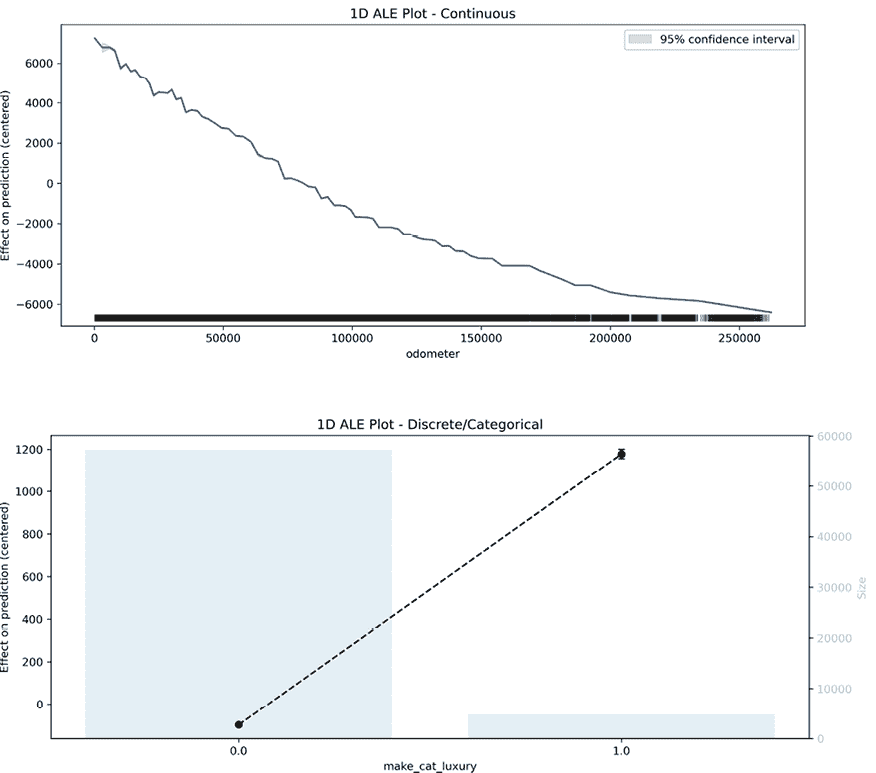 1D ALE Plot - Continuous
95% confidence interval
Effect on prediction (centered)
6000
4000
2000
0
−2000
−4000
−6000
0 50000 100000 150000 200000 250000
odometer
1D ALE Plot - Discrete/Categorical
Effect on prediction (centered)
1200
1000
800
600
400
200
0
60000
50000
40000
30000
20000
10000
0
Size
0.0 1.0
make_cat_luxury